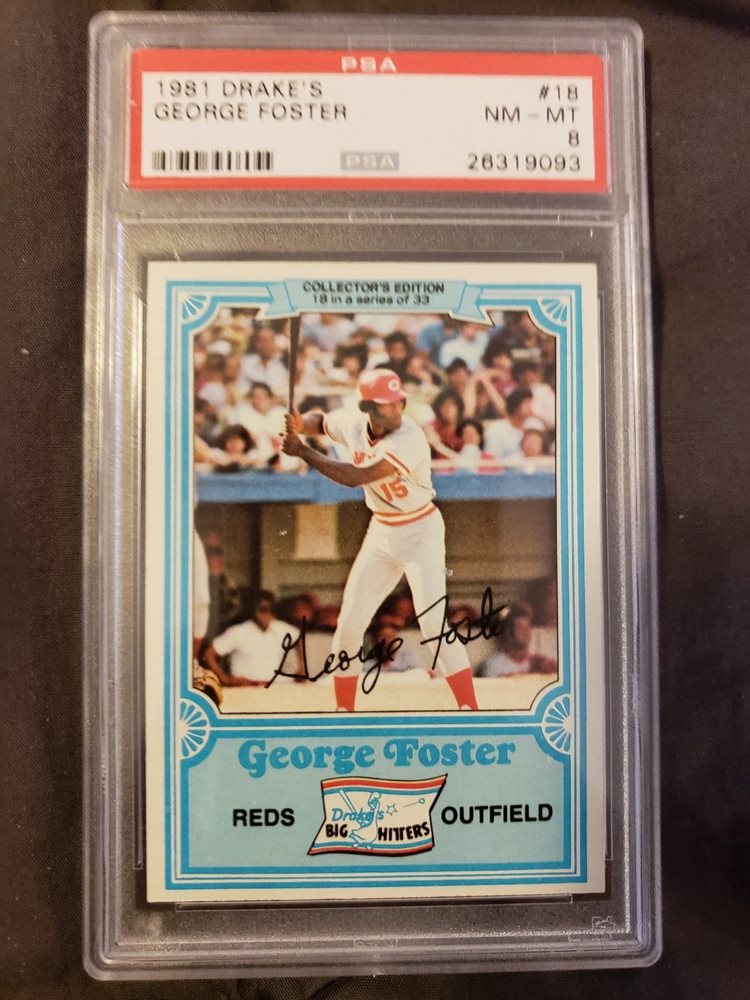 PSA
1981 DRAKE'S #18
GEORGE FOSTER NM - MT
8
PSA 26319093
COLLECTOR'S EDITION
18 in a series of 33
C
15
George Foster
George Foster
REDS Drake's OUTFIELD
BIG HITTERS